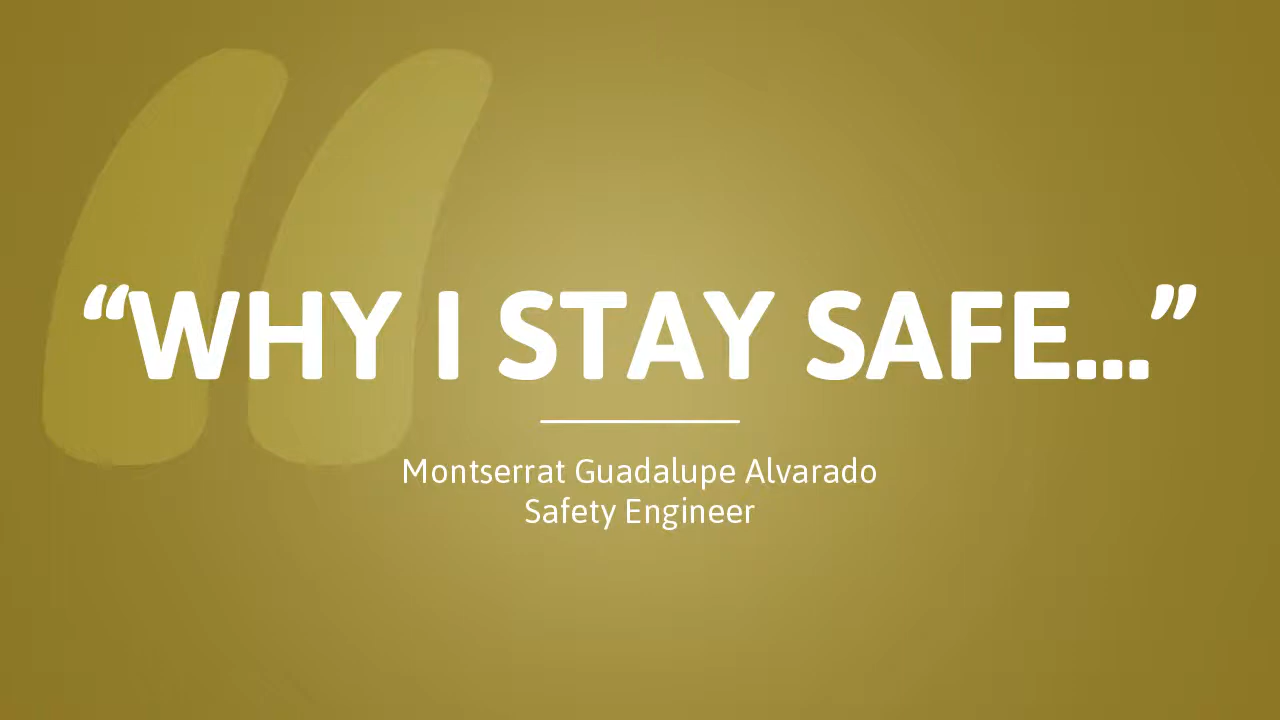 “WHY I STAY SAFE...”
Montserrat Guadalupe Alvarado
Safety Engineer